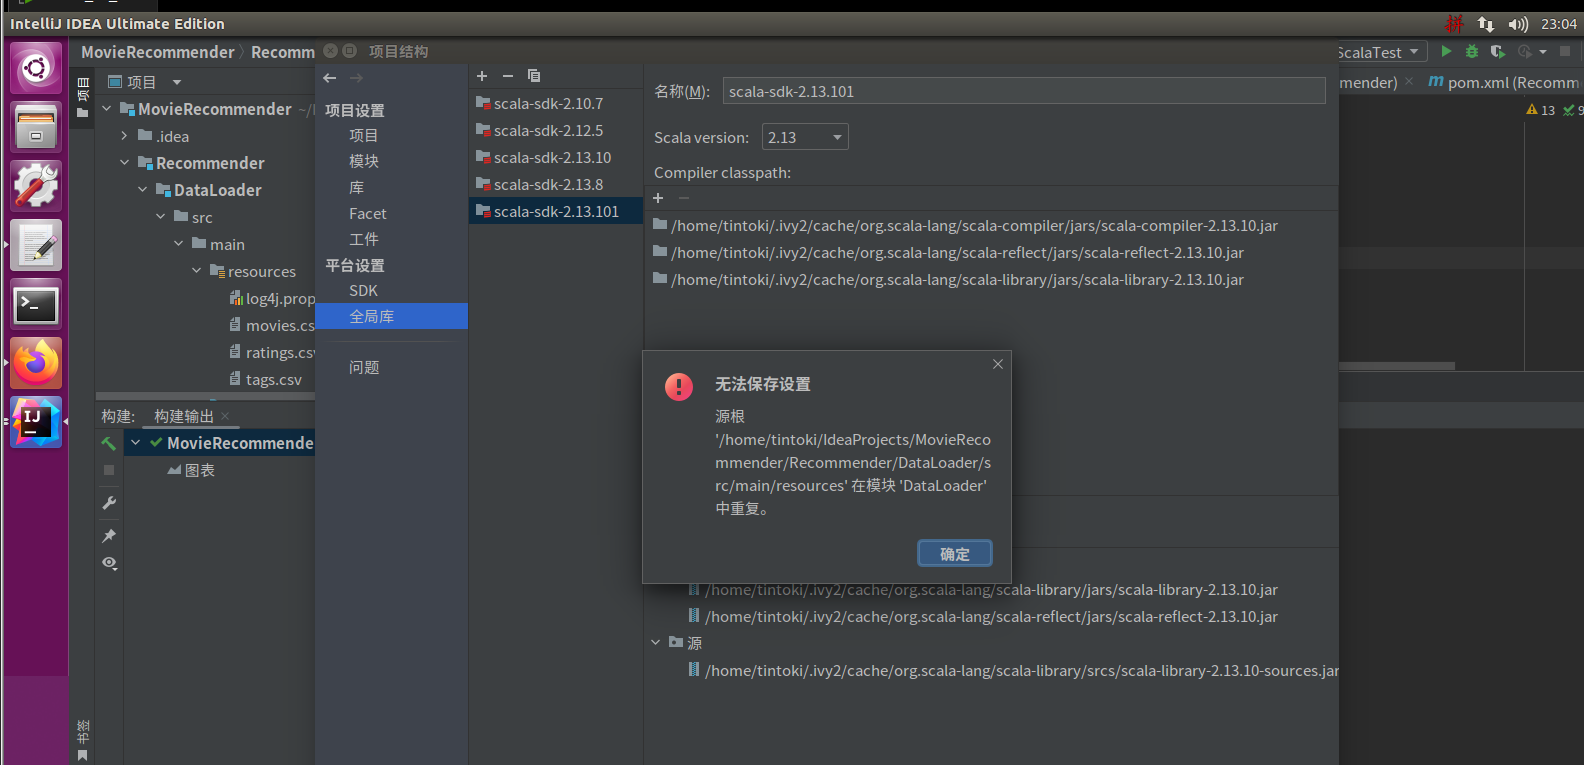 IntelliJ IDEA Ultimate Edition
拼
23:04
MovieRecommender
Recomm
项目结构
ScalaTest
项目
项目
MovieRecommender
.idea
Recommender
DataLoader
src
main
resources
log4j.prop
movies.cs
ratings.csv
tags.csv
构建:
构建输出
MovieRecommende
图表
书签
项目设置
项目
模块
库
Facet
工件
平台设置
SDK
全局库
问题
scala-sdk-2.10.7
scala-sdk-2.12.5
scala-sdk-2.13.10
scala-sdk-2.13.8
scala-sdk-2.13.101
名称(M):
scala-sdk-2.13.101
Scala version:
2.13
Compiler classpath:
/home/tintoki/.ivy2/cache/org.scala-lang/scala-compiler/jars/scala-compiler-2.13.10.jar
/home/tintoki/.ivy2/cache/org.scala-lang/scala-reflect/jars/scala-reflect-2.13.10.jar
/home/tintoki/.ivy2/cache/org.scala-lang/scala-library/jars/scala-library-2.13.10.jar
无法保存设置
源根
'/home/tintoki/IdeaProjects/MovieReco
mmender/Recommender/DataLoader/s
rc/main/resources' 在模块 'DataLoader'
中重复。
确定
/home/tintoki/.ivy2/cache/org.scala-lang/scala-library/jars/scala-library-2.13.10.jar
/home/tintoki/.ivy2/cache/org.scala-lang/scala-reflect/jars/scala-reflect-2.13.10.jar
源
/home/tintoki/.ivy2/cache/org.scala-lang/scala-library/srcs/scala-library-2.13.10-sources.jar
mmender)
m pom.xml (Recomm
13
9
IJ